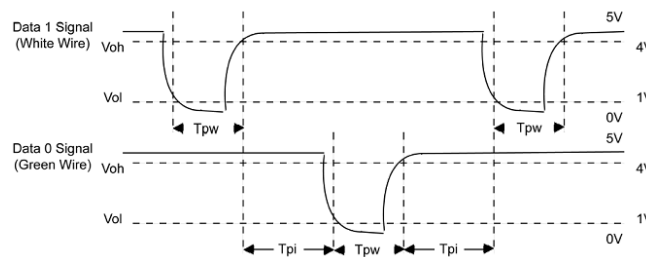 Data 1 Signal
(White Wire)
Voh
Vol
5V
4V
1V
0V
Tpw
Tpw
Data 0 Signal
(Green Wire)
Voh
Vol
5V
4V
1V
0V
Tpi
Tpw
Tpi